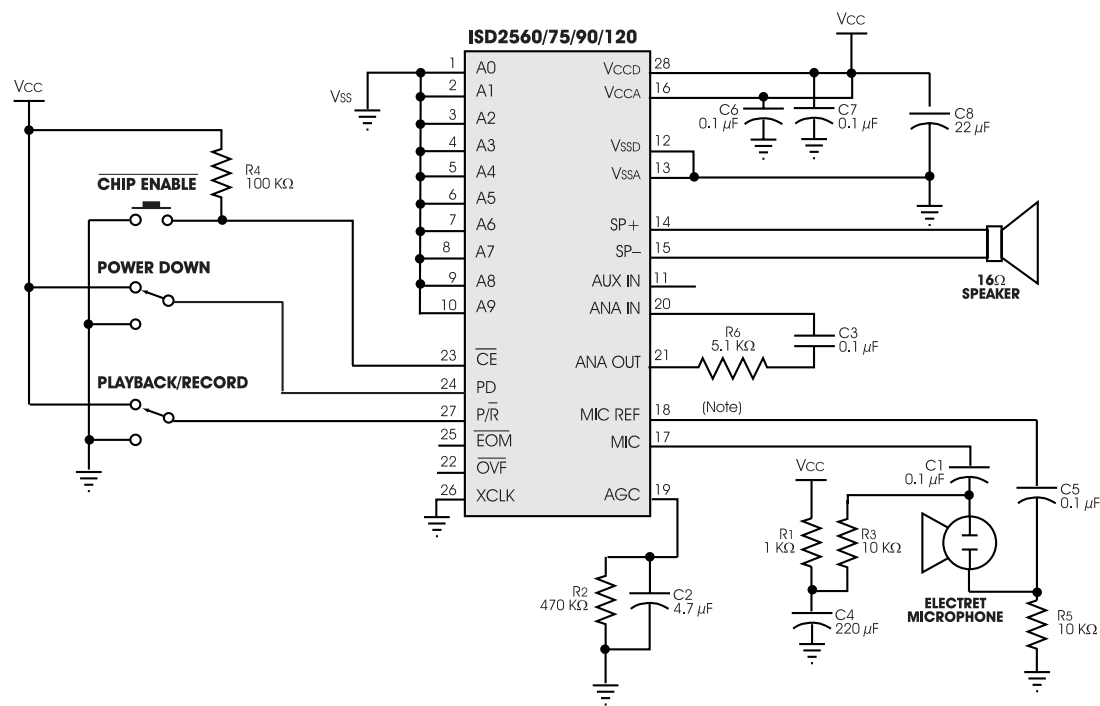 ISD2560/75/90/120
VCC
VCC
VSS
1 A0
2 A1
3 A2
4 A3
5 A4
6 A5
7 A6
8 A7
9 A8
10 A9
23 CE
24 PD
27 P/R
25 EOM
22 OVF
26 XCLK
VCCD 28
VCCA 16
VSSD 12
VSSA 13
SP+ 14
SP– 15
AUX IN 11
ANA IN 20
ANA OUT 21
MIC REF 18
MIC 17
AGC 19
R4
100 KΩ
CHIP ENABLE
POWER DOWN
PLAYBACK/RECORD
C6
0.1 µF
C7
0.1 µF
C8
22 µF
16Ω
SPEAKER
R6
5.1 KΩ
C3
0.1 µF
(Note)
VCC
C1
0.1 µF
C5
0.1 µF
R1
1 KΩ
R3
10 KΩ
R2
470 KΩ
C2
4.7 µF
C4
220 µF
ELECTRET
MICROPHONE
R5
10 KΩ